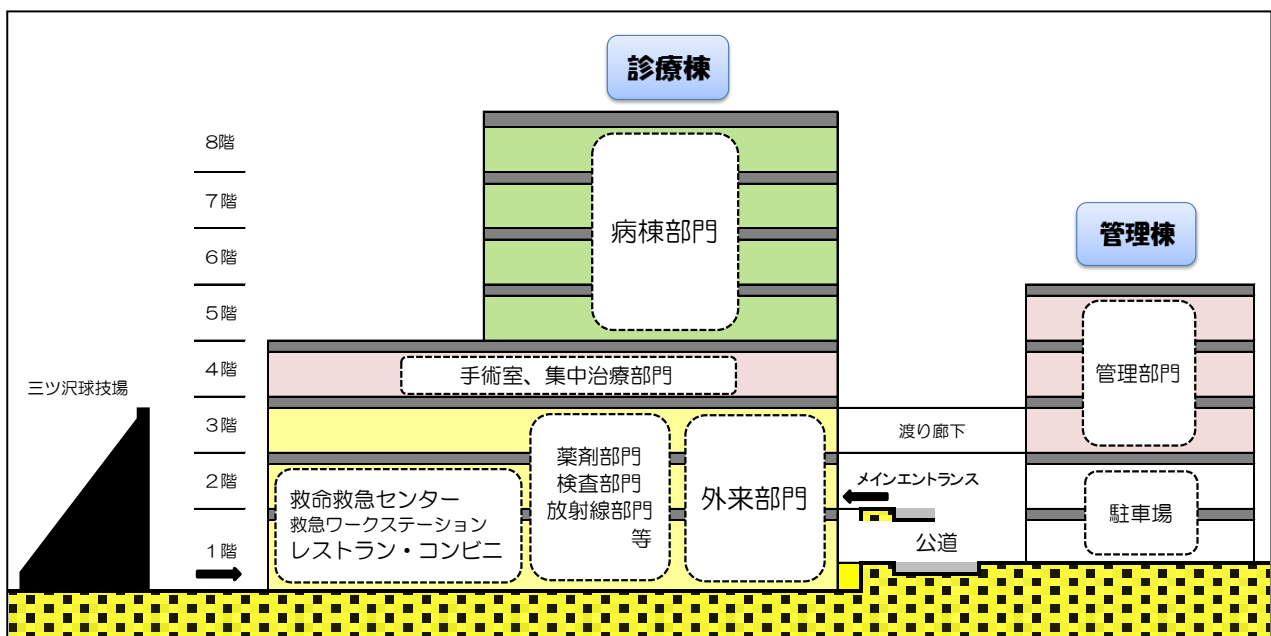 診療棟
8階
7階
6階
5階
4階
3階
2階
1階
病棟部門
管理棟
手術室、集中治療部門
管理部門
三ツ沢球技場
渡り廊下
薬剤部門
検査部門
放射線部門
等
外来部門
メインエントランス
救命救急センター
救急ワークステーション
レストラン・コンビニ
駐車場
公道